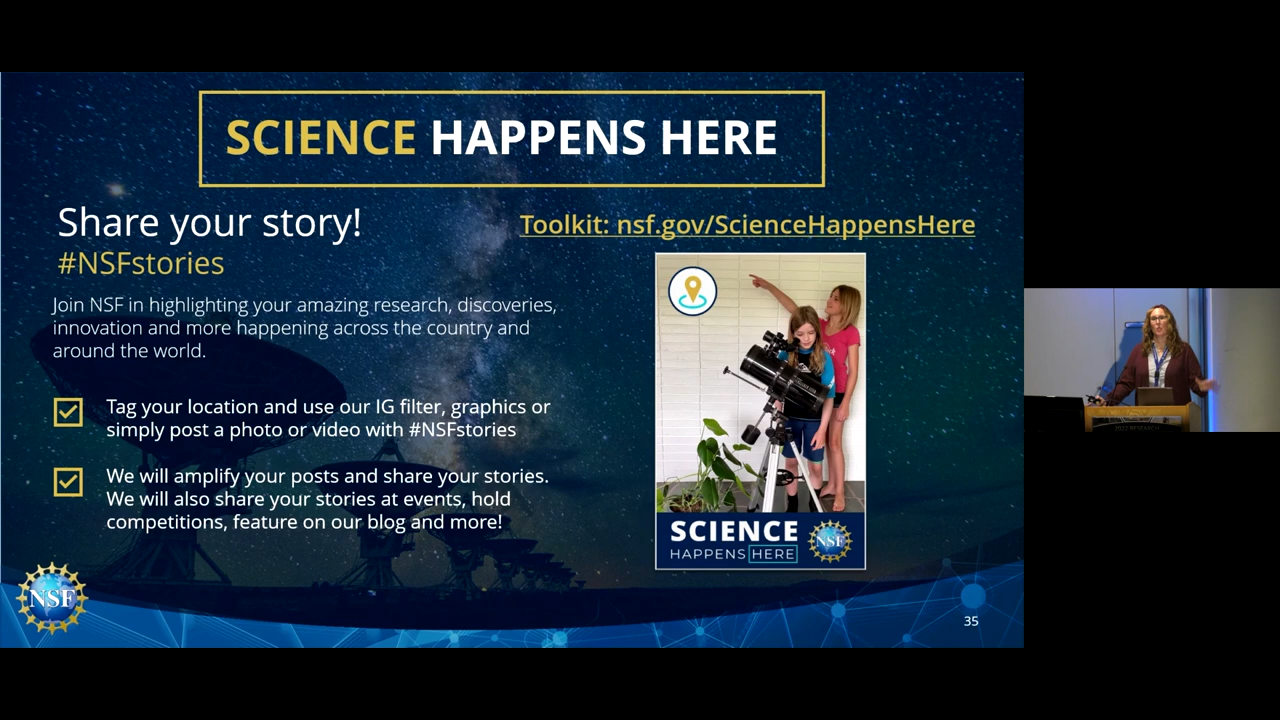 SCIENCE HAPPENS HERE
Share your story!
#NSFstories
Toolkit: nsf.gov/ScienceHappensHere
Join NSF in highlighting your amazing research, discoveries,
innovation and more happening across the country and
around the world.
Tag your location and use our IG filter, graphics or
simply post a photo or video with #NSFstories
We will amplify your posts and share your stories.
We will also share your stories at events, hold
competitions, feature on our blog and more!
SCIENCE
HAPPENS HERE
NSF
NSF
35
2022 RESEARCH